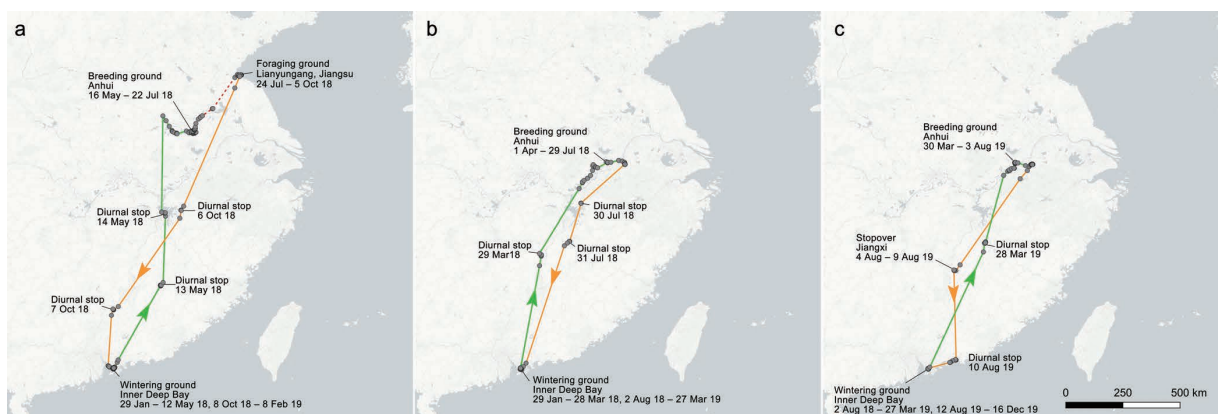 a
Foraging ground
Lianyungang, Jiangsu
24 Jul – 5 Oct 18
Breeding ground
Anhui
16 May – 22 Jul 18
Diurnal stop
14 May 18
Diurnal stop
6 Oct 18
Diurnal stop
13 May 18
Diurnal stop
7 Oct 18
Wintering ground
Inner Deep Bay
29 Jan – 12 May 18, 8 Oct 18 – 8 Feb 19
b
Breeding ground
Anhui
1 Apr – 29 Jul 18
Diurnal stop
30 Jul 18
Diurnal stop
29 Mar18
Diurnal stop
31 Jul 18
Wintering ground
Inner Deep Bay
29 Jan – 28 Mar 18, 2 Aug 18 – 27 Mar 19
c
Breeding ground
Anhui
30 Mar – 3 Aug 19
Stopover
Jiangxi
4 Aug – 9 Aug 19
Diurnal stop
28 Mar 19
Diurnal stop
10 Aug 19
Wintering ground
Inner Deep Bay
2 Aug 18 – 27 Mar 19, 12 Aug 19 – 16 Dec 19
0 250 500 km